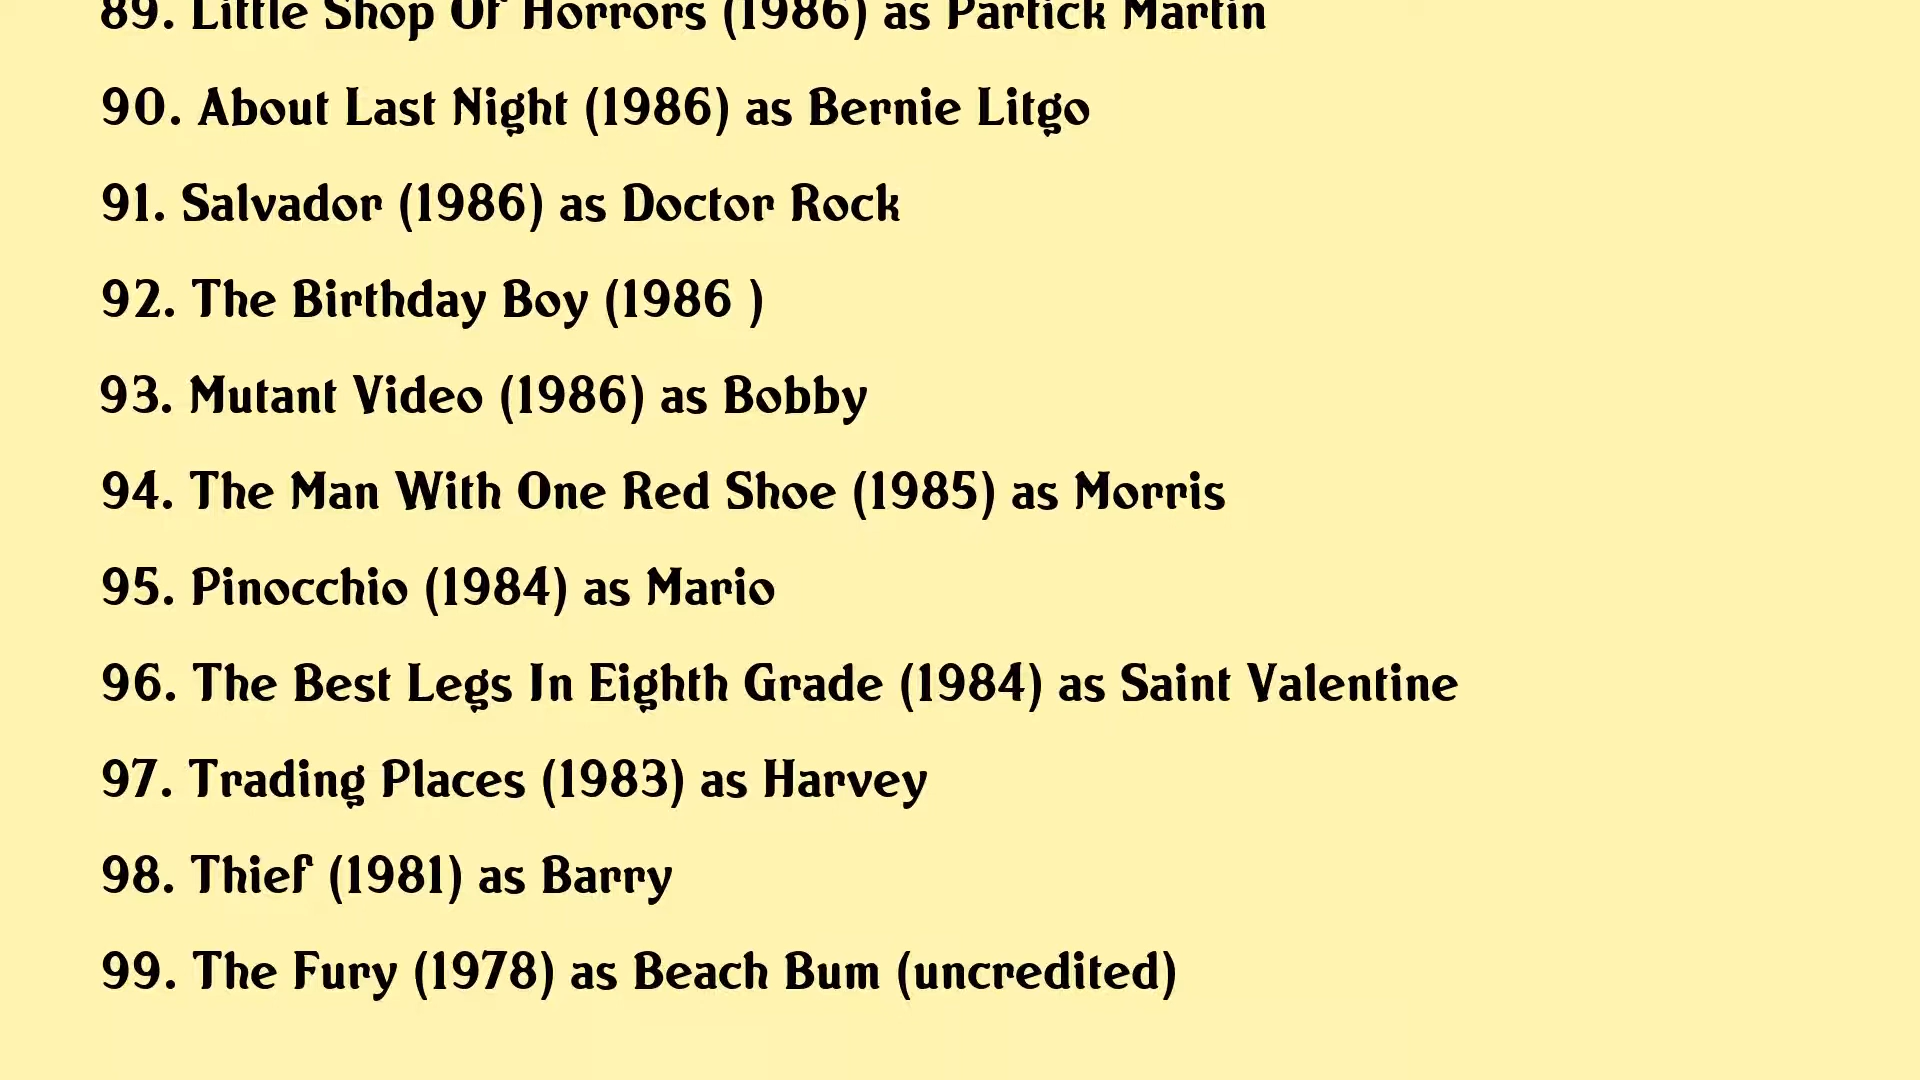 89. Little Shop Of Horrors (1986) as Partick Martin
90. About Last Night (1986) as Bernie Litgo
91. Salvador (1986) as Doctor Rock
92. The Birthday Boy (1986 )
93. Mutant Video (1986) as Bobby
94. The Man With One Red Shoe (1985) as Morris
95. Pinocchio (1984) as Mario
96. The Best Legs In Eighth Grade (1984) as Saint Valentine
97. Trading Places (1983) as Harvey
98. Thief (1981) as Barry
99. The Fury (1978) as Beach Bum (uncredited)